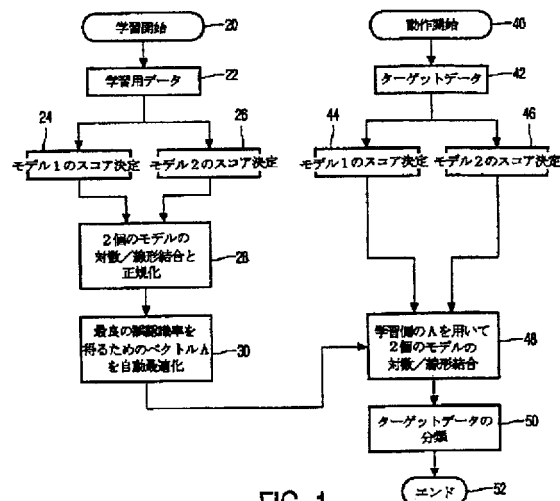 学習開始
20
学習用データ
22
24
26
モデル1のスコア決定
モデル2のスコア決定
2個のモデルの
対数/線形結合と
正規化
28
最良の誤認識率を
得るためのベクトルΛ
を自動最適化
30
動作開始
40
ターゲットデータ
42
44
46
モデル1のスコア決定
モデル2のスコア決定
学習側のΛを用いて
2個のモデルの
対数/線形結合
48
ターゲットデータの
分類
50
エンド
52
FIG. 1